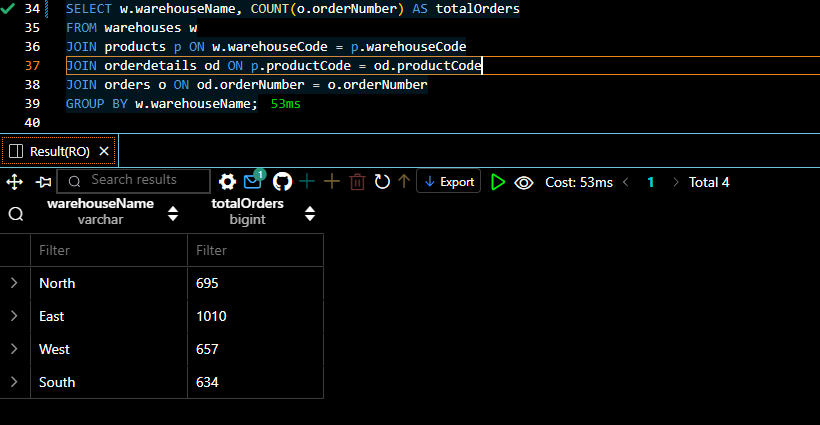 34 SELECT w.warehouseName, COUNT(o.orderNumber) AS totalOrders
35 FROM warehouses w
36 JOIN products p ON w.warehouseCode = p.warehouseCode
37 JOIN orderdetails od ON p.productCode = od.productCode
38 JOIN orders o ON od.orderNumber = o.orderNumber
39 GROUP BY w.warehouseName; 53ms
40
Result(RO)
Search results 1 Export Cost: 53ms 1 Total 4
warehouseName totalOrders
varchar bigint
Filter Filter
North 695
East 1010
West 657
South 634